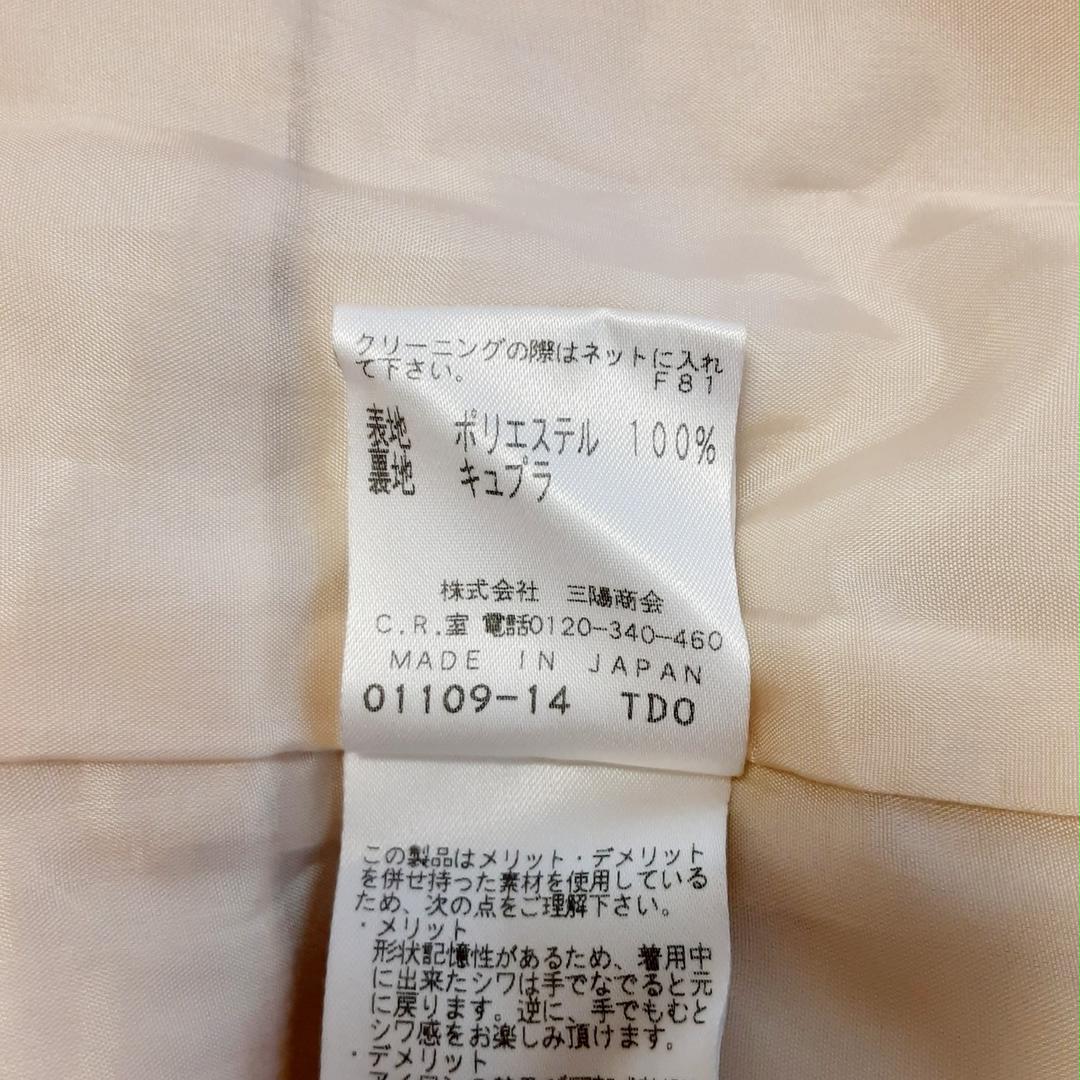 クリーニングの際はネットに入れ
て下さい。 F81
表地 ポリエステル 100%
裏地 キュプラ
株式会社 三陽商会
C.R.室 電話0120-340-460
MADE IN JAPAN
01109-14 TDO
この製品はメリット・デメリット
を併せ持った素材を使用している
ため、次の点をご理解下さい。
・メリット
形状記憶性があるため、着用中
に出来たシワは手でなでると元
に戻ります。逆に、手でもむと
シワ感をお楽しみ頂けます。
・デメリット